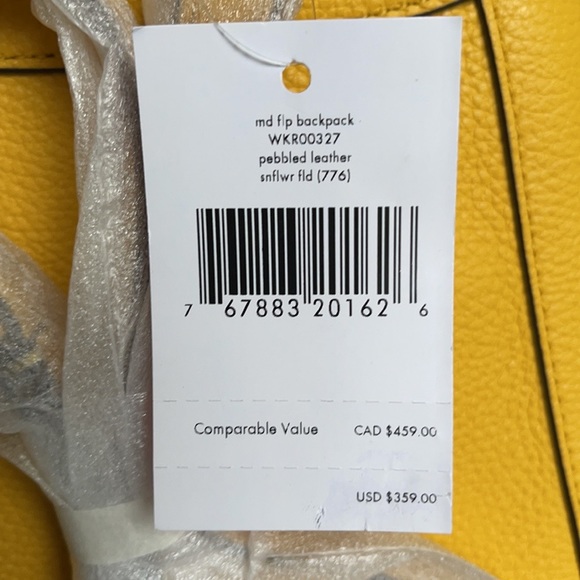 md flp backpack
WKR00327
pebbled leather
snflwr fld (776)
7 67883 20162 6
Comparable Value CAD $459.00
USD $359.00